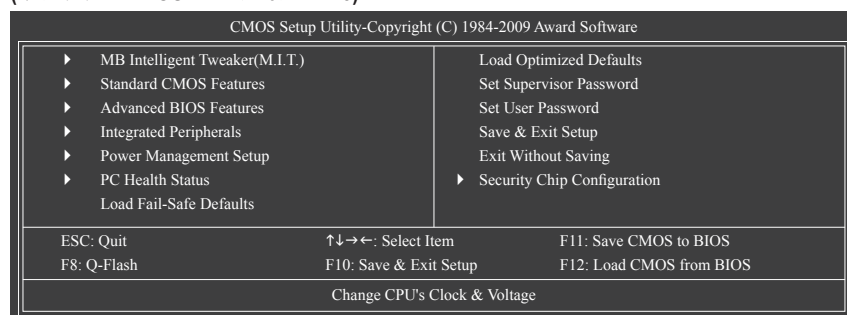 CMOS Setup Utility-Copyright (C) 1984-2009 Award Software
▶ MB Intelligent Tweaker(M.I.T.)
▶ Standard CMOS Features
▶ Advanced BIOS Features
▶ Integrated Peripherals
▶ Power Management Setup
▶ PC Health Status
Load Fail-Safe Defaults
Load Optimized Defaults
Set Supervisor Password
Set User Password
Save & Exit Setup
Exit Without Saving
▶ Security Chip Configuration
ESC: Quit ↑↓→←: Select Item F11: Save CMOS to BIOS
F8: Q-Flash F10: Save & Exit Setup F12: Load CMOS from BIOS
Change CPU's Clock & Voltage